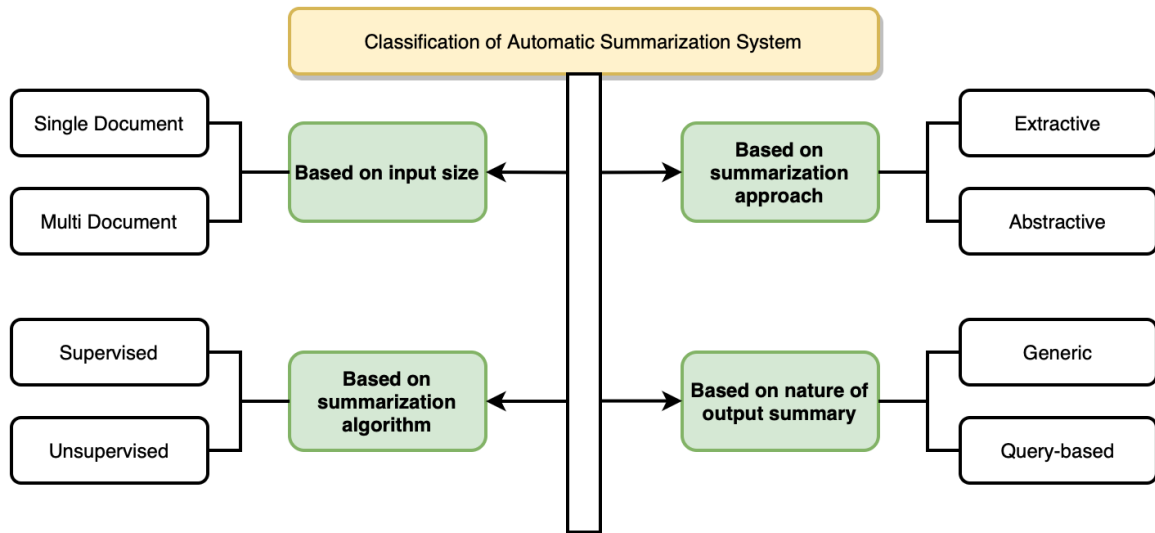 Classification of Automatic Summarization System
Single Document
Multi Document
Based on input size
Based on
summarization
approach
Extractive
Abstractive
Supervised
Unsupervised
Based on
summarization
algorithm
Based on nature of
output summary
Generic
Query-based